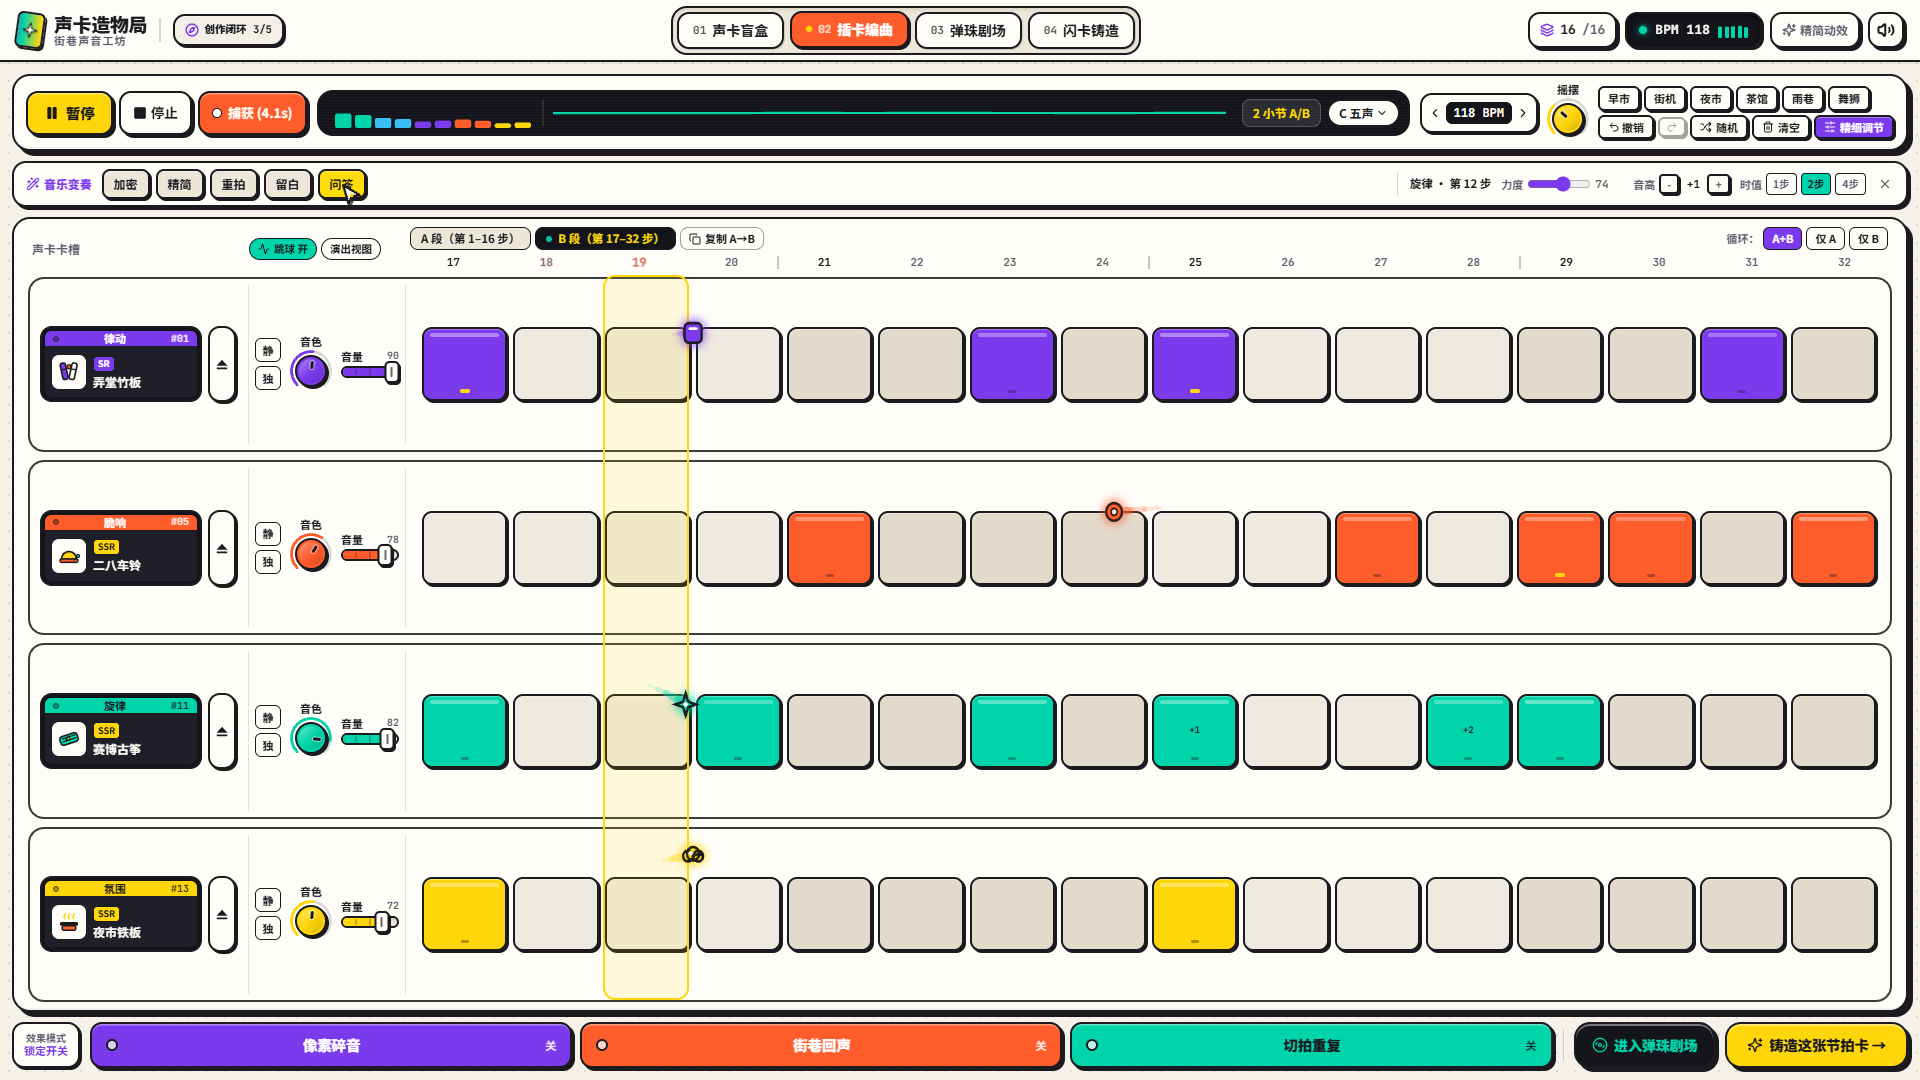 声卡造物局
街巷声音工坊
创作闭环 3/5
01 声卡盲盒
02 插卡编曲
03 弹珠剧场
04 闪卡铸造
16 /16
BPM 118
精简动效
暂停
停止
捕获 (4.1s)
2 小节 A/B
C 五声
118 BPM
摇摆
早市
街机
夜市
茶馆
雨巷
舞狮
撤销
随机
清空
精细调节
音乐变奏
加密
精简
重拍
留白
问答
旋律 · 第 12 步
力度
74
音高
-
+1
+
时值
1步
2步
4步
声卡卡槽
跳球 开
演出视图
A 段（第 1–16 步）
B 段（第 17–32 步）
复制 A→B
循环:
A+B
仅 A
仅 B
17
18
19
20
21
22
23
24
25
26
27
28
29
30
31
32
律动
#01
SR
弄堂竹板
静
独
音色
音量
90
脆响
#05
SSR
二八车铃
静
独
音色
音量
78
旋律
#11
SSR
赛博古筝
静
独
音色
音量
82
+1
+2
氛围
#13
SSR
夜市铁板
静
独
音色
音量
72
效果模式
锁定开关
像素碎音
关
街巷回声
关
切拍重复
关
进入弹珠剧场
铸造这张节拍卡→